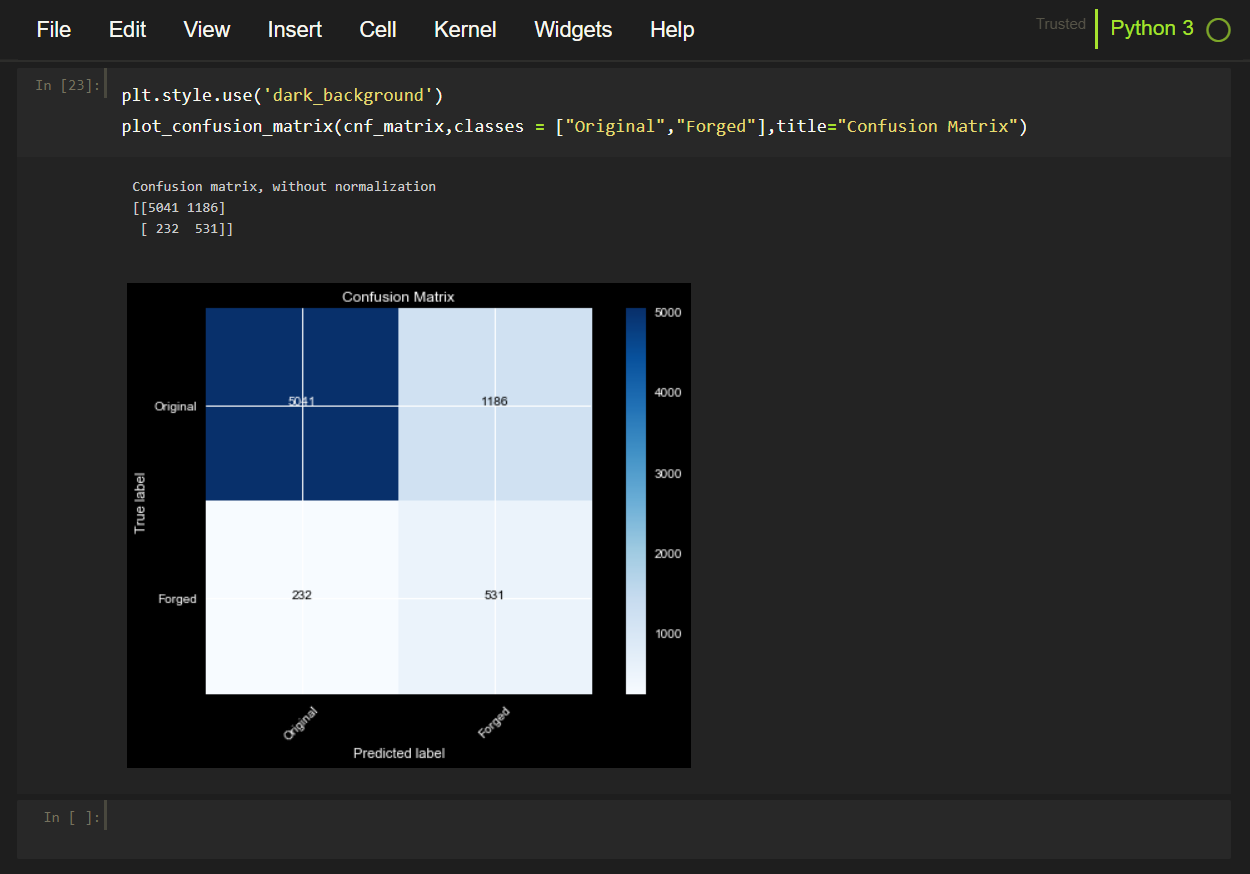 File Edit View Insert Cell Kernel Widgets Help Trusted Python 3
In [23]:
plt.style.use('dark_background')
plot_confusion_matrix(cnf_matrix,classes = ["Original","Forged"],title="Confusion Matrix")
Confusion matrix, without normalization
[[5041 1186]
[ 232 531]]
Confusion Matrix
5000
4000
3000
2000
1000
Original 5041 1186
True label
Forged 232 531
Original Forged
Predicted label
In [ ]: